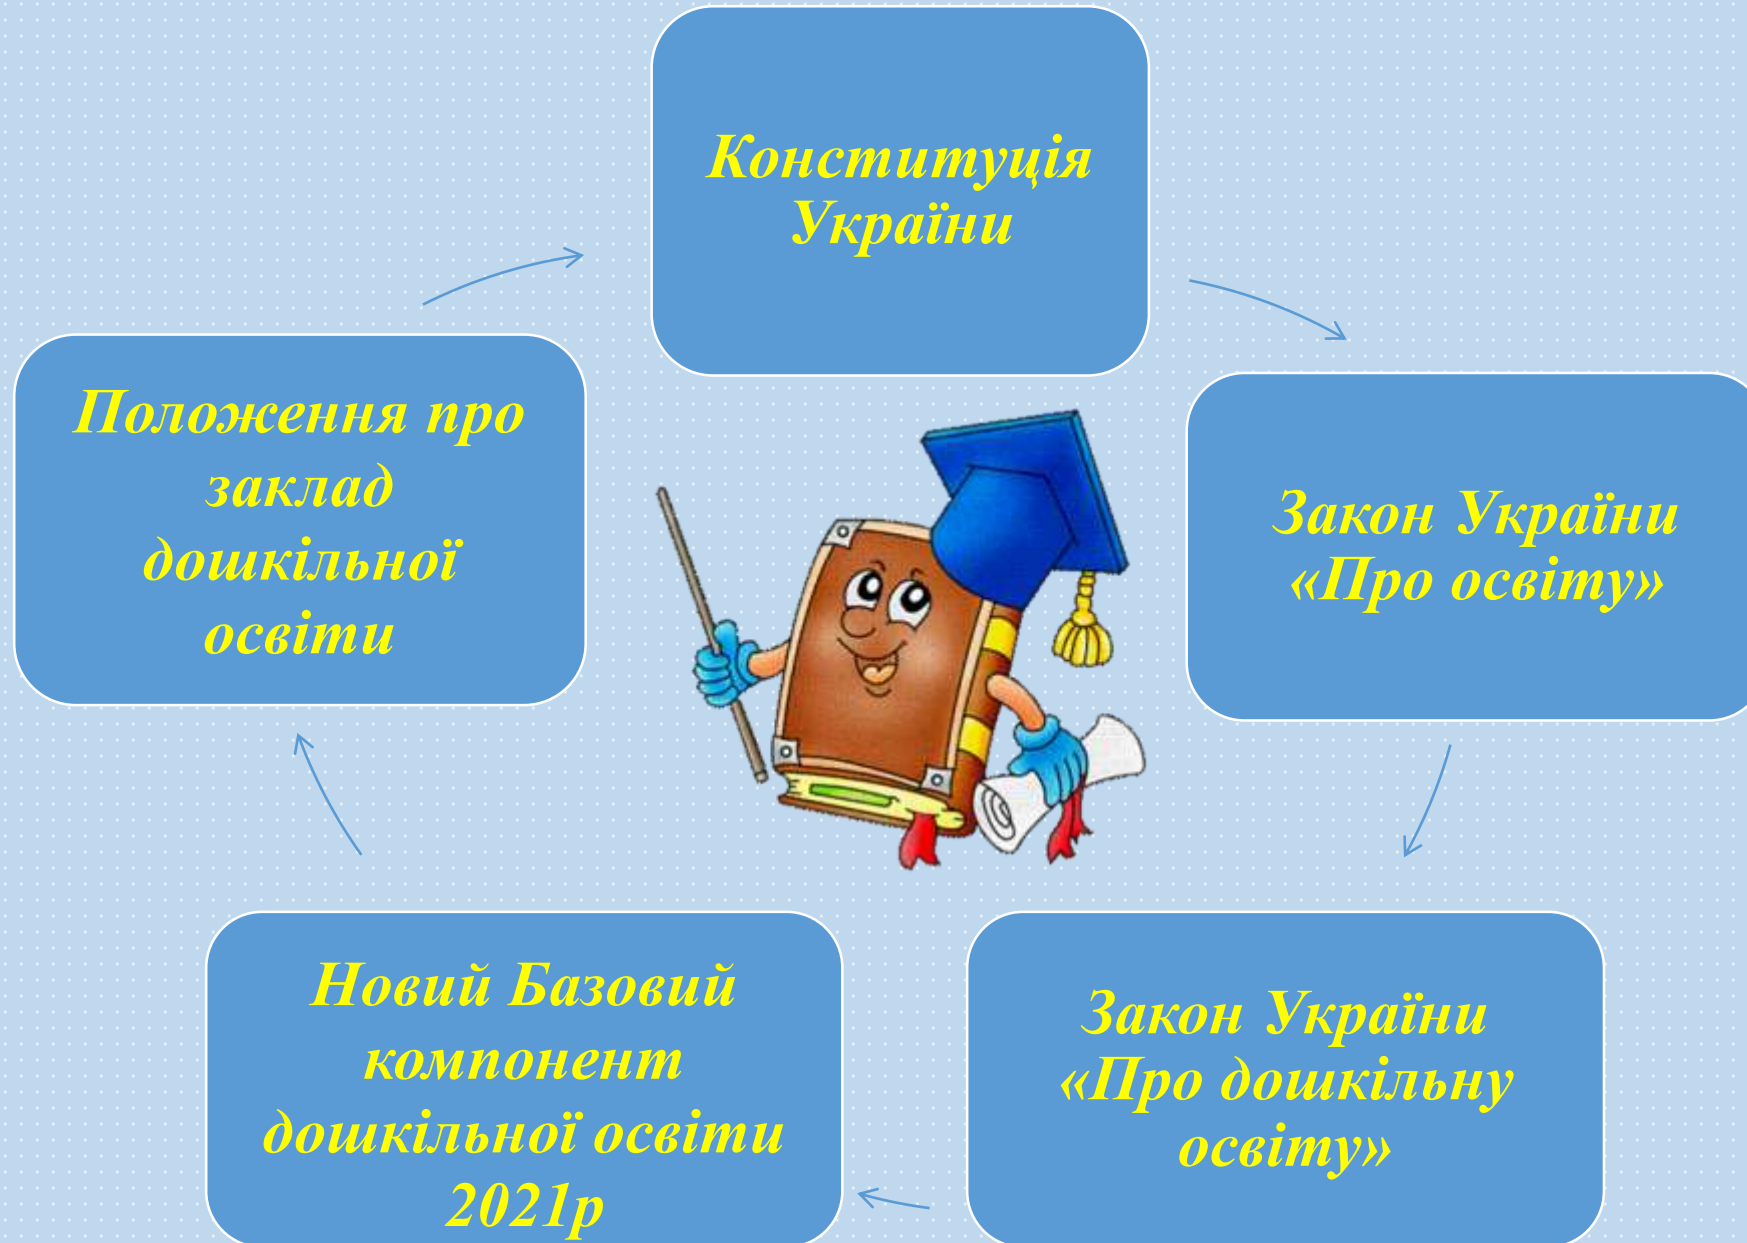 Конституція
України
Закон України
«Про освіту»
Закон України
«Про дошкільну
освіту»
Новий Базовий
компонент
дошкільної освіти
2021р
Положення про
заклад
дошкільної
освіти